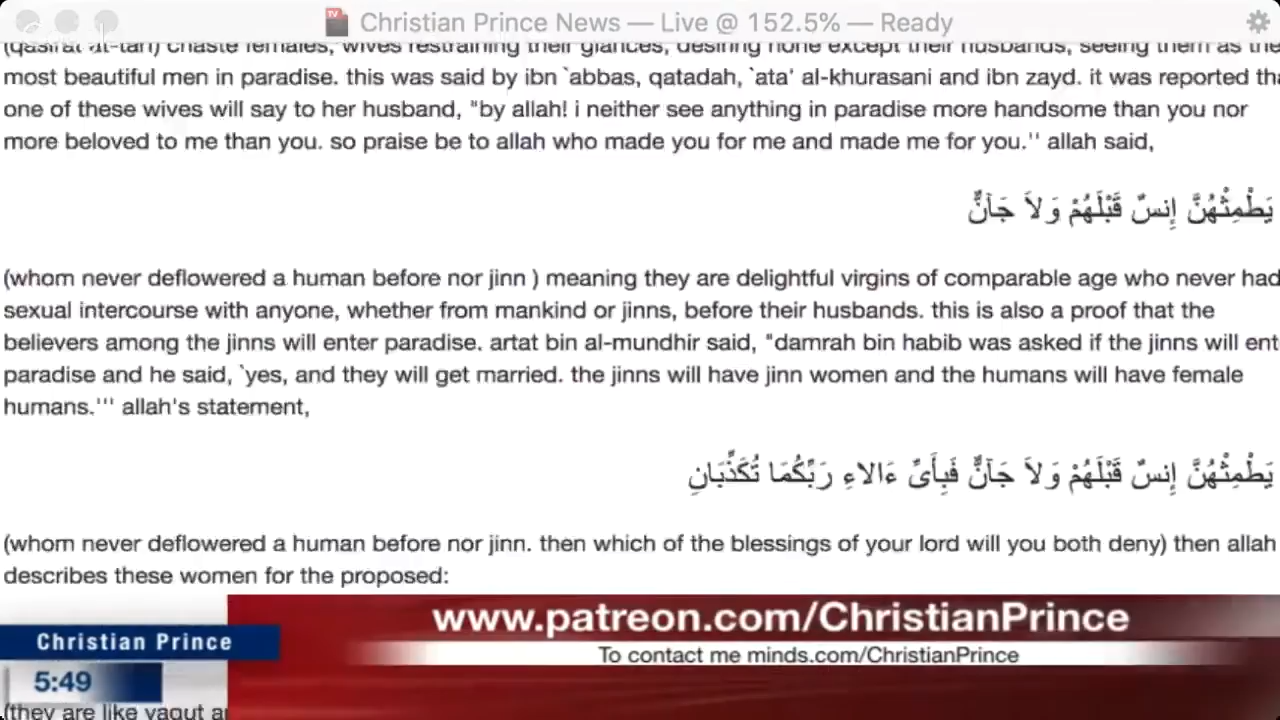 Christian Prince News — Live @ 152.5% — Ready
(qasirat at-tarf) chaste females, wives restraining their glances, desiring none except their husbands, seeing them as the
most beautiful men in paradise. this was said by ibn `abbas, qatadah, `ata' al-khurasani and ibn zayd. it was reported tha
one of these wives will say to her husband, "by allah! i neither see anything in paradise more handsome than you nor
more beloved to me than you. so praise be to allah who made you for me and made me for you.'' allah said,
يَطْمِثْهُنَّ إِنسٌ قَبْلَهُمْ وَلاَ جَآنٌّ
(whom never deflowered a human before nor jinn ) meaning they are delightful virgins of comparable age who never had
sexual intercourse with anyone, whether from mankind or jinns, before their husbands. this is also a proof that the
believers among the jinns will enter paradise. artat bin al-mundhir said, "damrah bin habib was asked if the jinns will ent
paradise and he said, `yes, and they will get married. the jinns will have jinn women and the humans will have female
humans.''' allah's statement,
يَطْمِثْهُنَّ إِنسٌ قَبْلَهُمْ وَلاَ جَآنٌّ فَبِأَىِّ ءَالاءِ رَبِّكُمَا تُكَذِّبَانِ
(whom never deflowered a human before nor jinn. then which of the blessings of your lord will you both deny) then allah
describes these women for the proposed:
www.patreon.com/ChristianPrince
Christian Prince
To contact me minds.com/ChristianPrince
5:49
(they are like yaqut